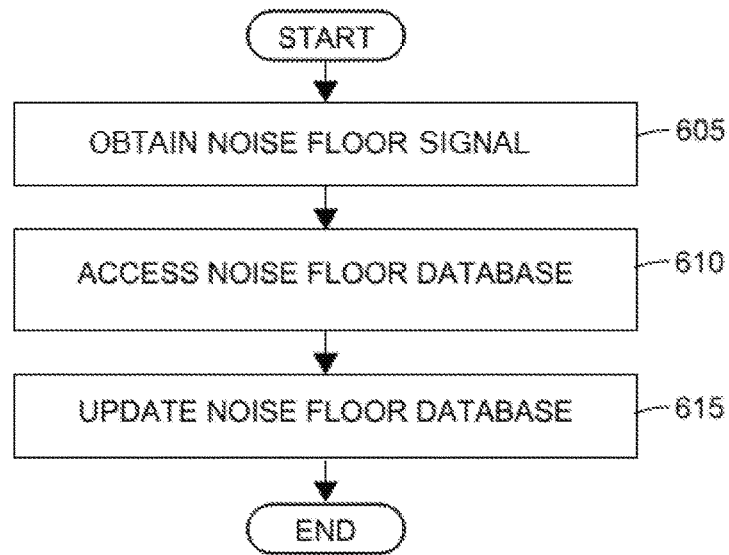 START
OBTAIN NOISE FLOOR SIGNAL
605
ACCESS NOISE FLOOR DATABASE
610
UPDATE NOISE FLOOR DATABASE
615
END